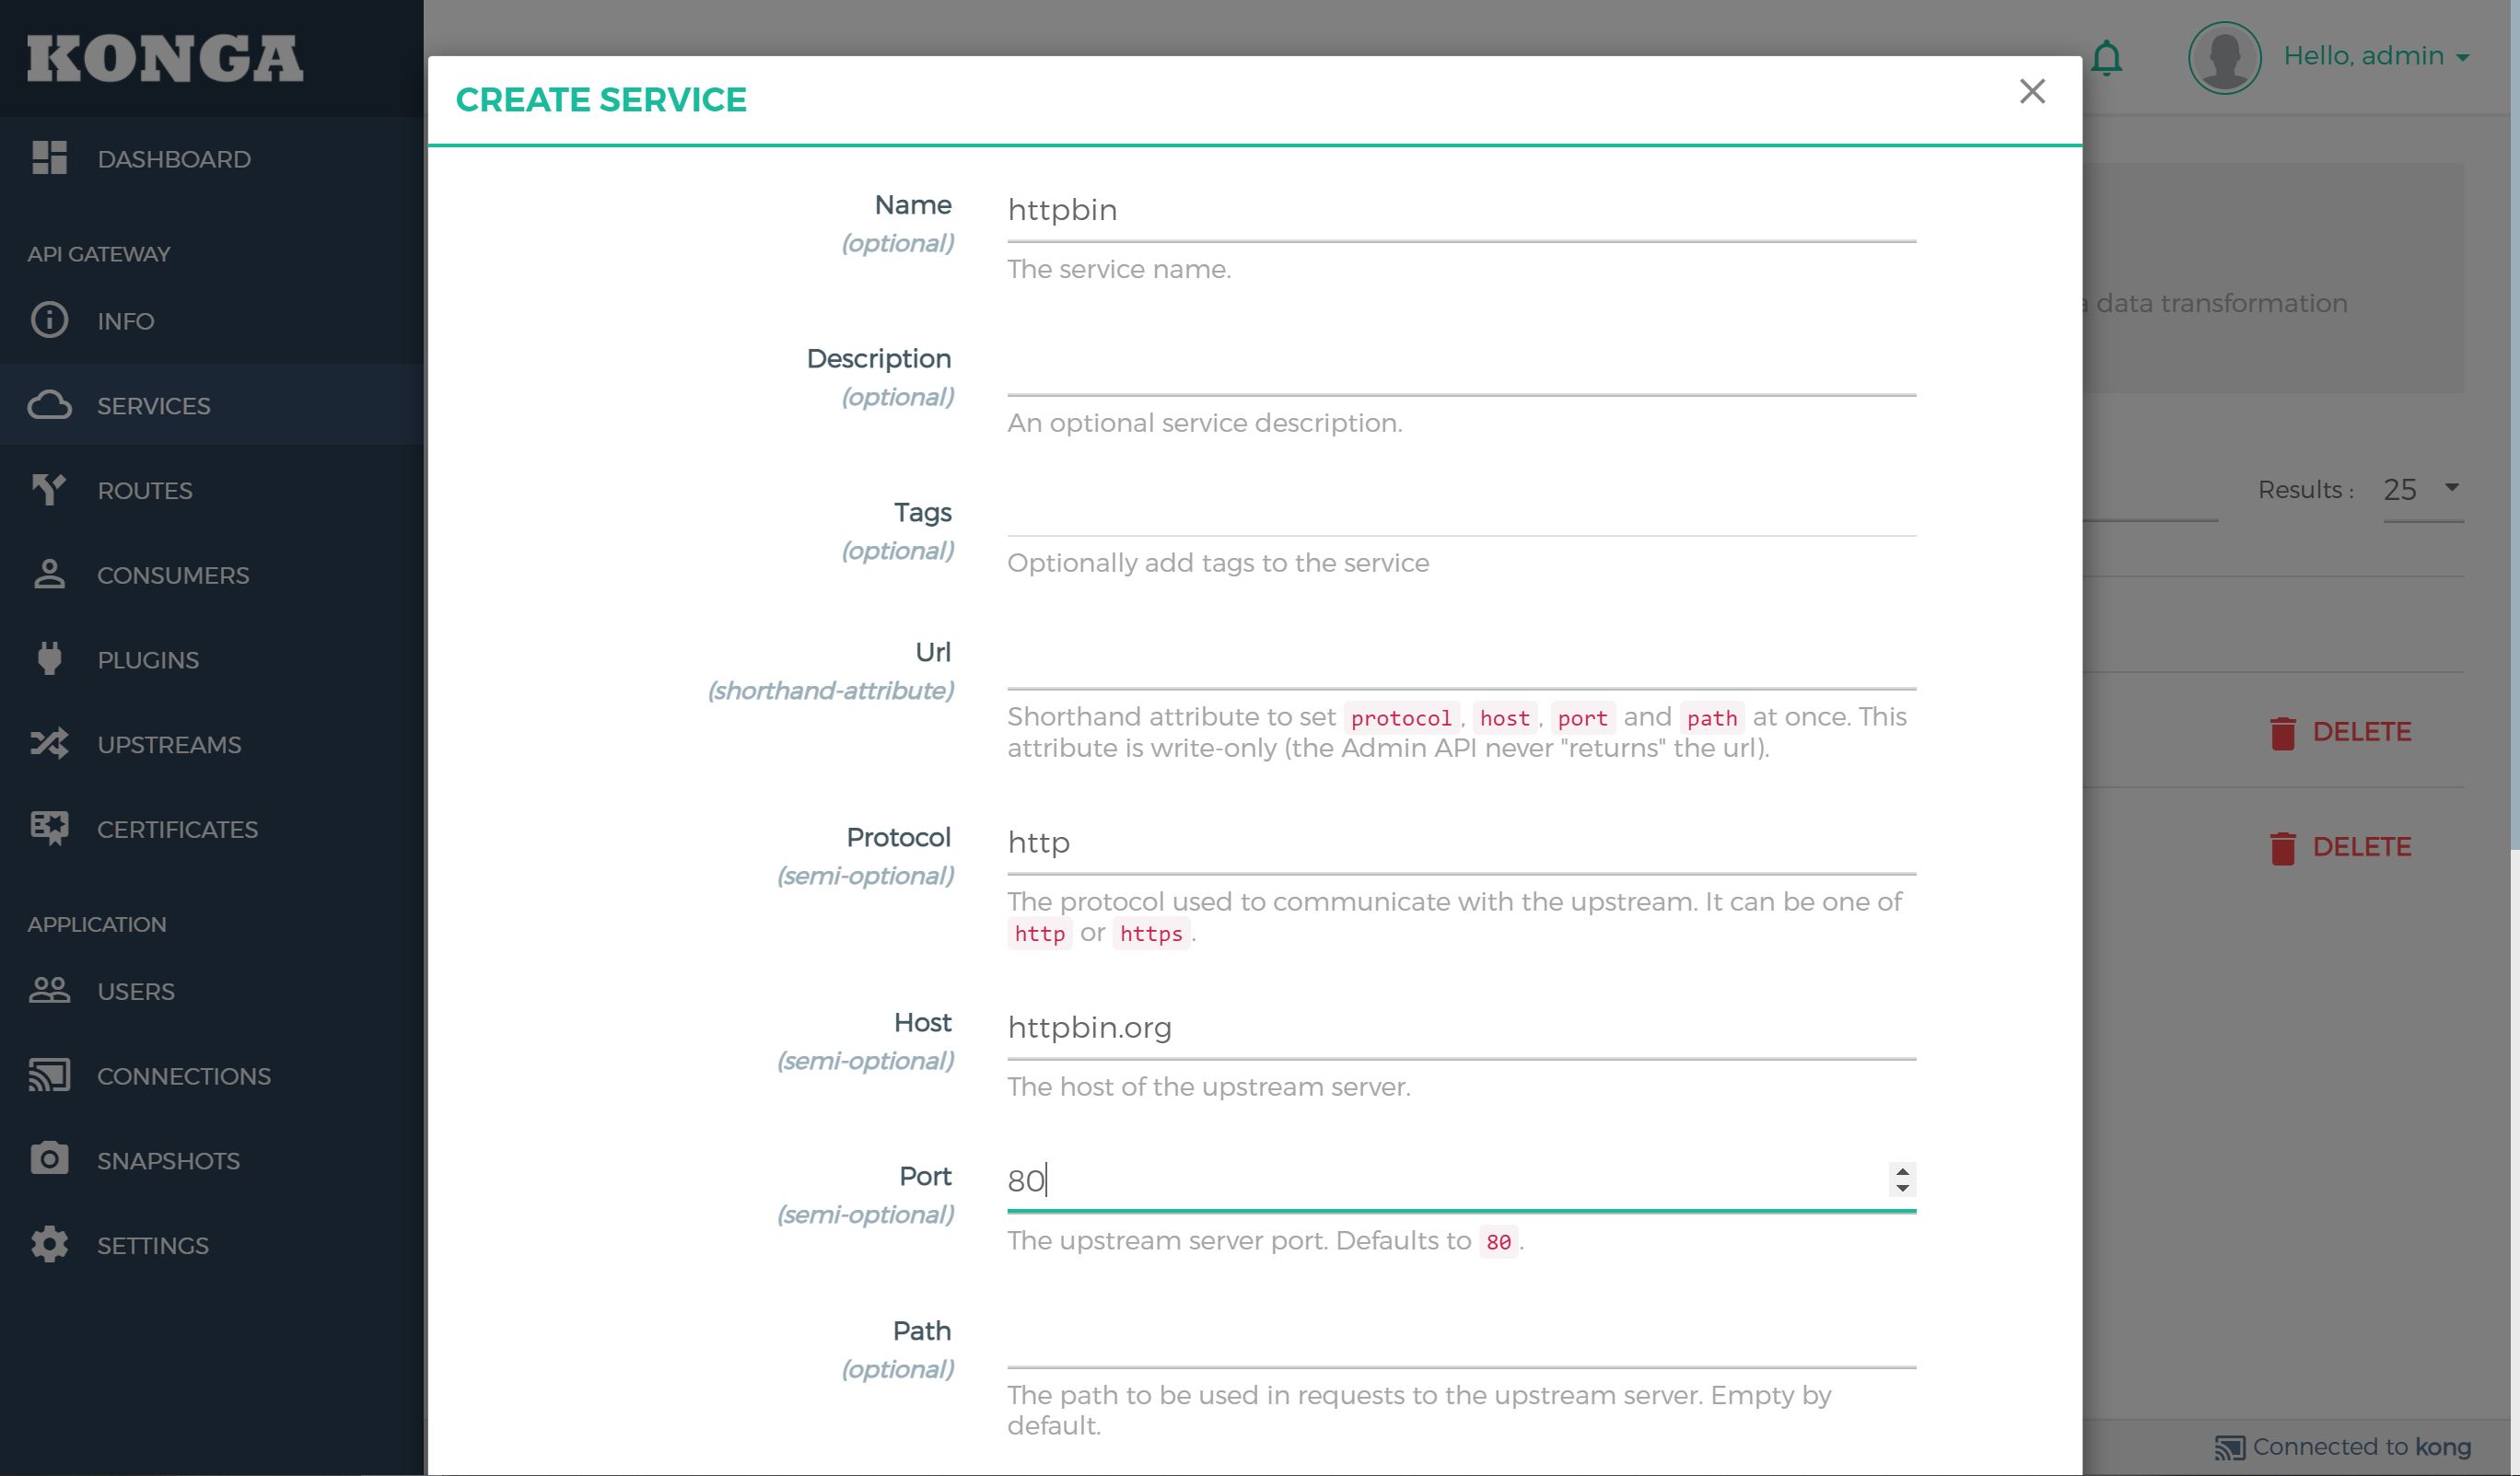 KONGA
DASHBOARD
API GATEWAY
INFO
SERVICES
ROUTES
CONSUMERS
PLUGINS
UPSTREAMS
CERTIFICATES
APPLICATION
USERS
CONNECTIONS
SNAPSHOTS
SETTINGS
Hello, admin
CREATE SERVICE
Name
(optional)
httpbin
The service name.
Description
(optional)
An optional service description.
Tags
(optional)
Optionally add tags to the service
Url
(shorthand-attribute)
Shorthand attribute to set protocol, host, port and path at once. This
attribute is write-only (the Admin API never "returns" the url).
Protocol
(semi-optional)
http
The protocol used to communicate with the upstream. It can be one of
http or https.
Host
(semi-optional)
httpbin.org
The host of the upstream server.
Port
(semi-optional)
80
The upstream server port. Defaults to 80.
Path
(optional)
The path to be used in requests to the upstream server. Empty by
default.
a data transformation
Results : 25
DELETE
DELETE
Connected to kong